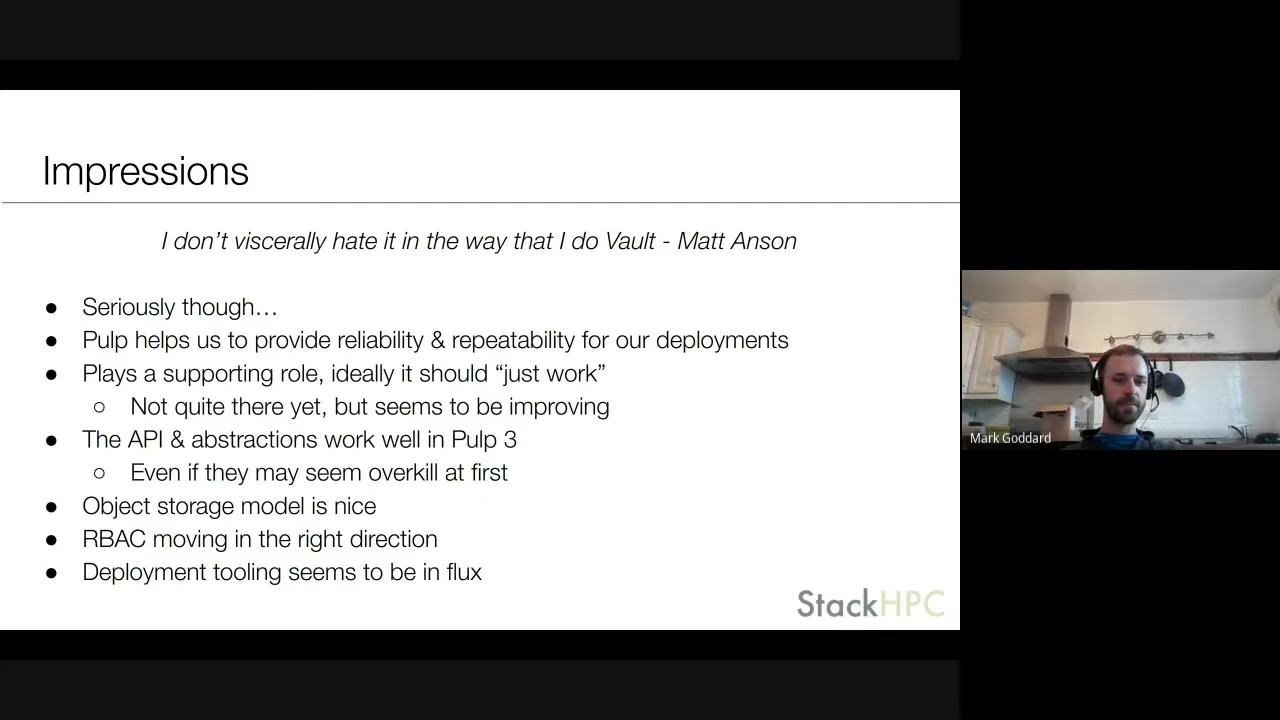 Impressions
I don’t viscerally hate it in the way that I do Vault - Matt Anson
● Seriously though…
● Pulp helps us to provide reliability & repeatability for our deployments
● Plays a supporting role, ideally it should “just work”
○ Not quite there yet, but seems to be improving
● The API & abstractions work well in Pulp 3
○ Even if they may seem overkill at first
● Object storage model is nice
● RBAC moving in the right direction
● Deployment tooling seems to be in flux
StackHPC
Mark Goddard